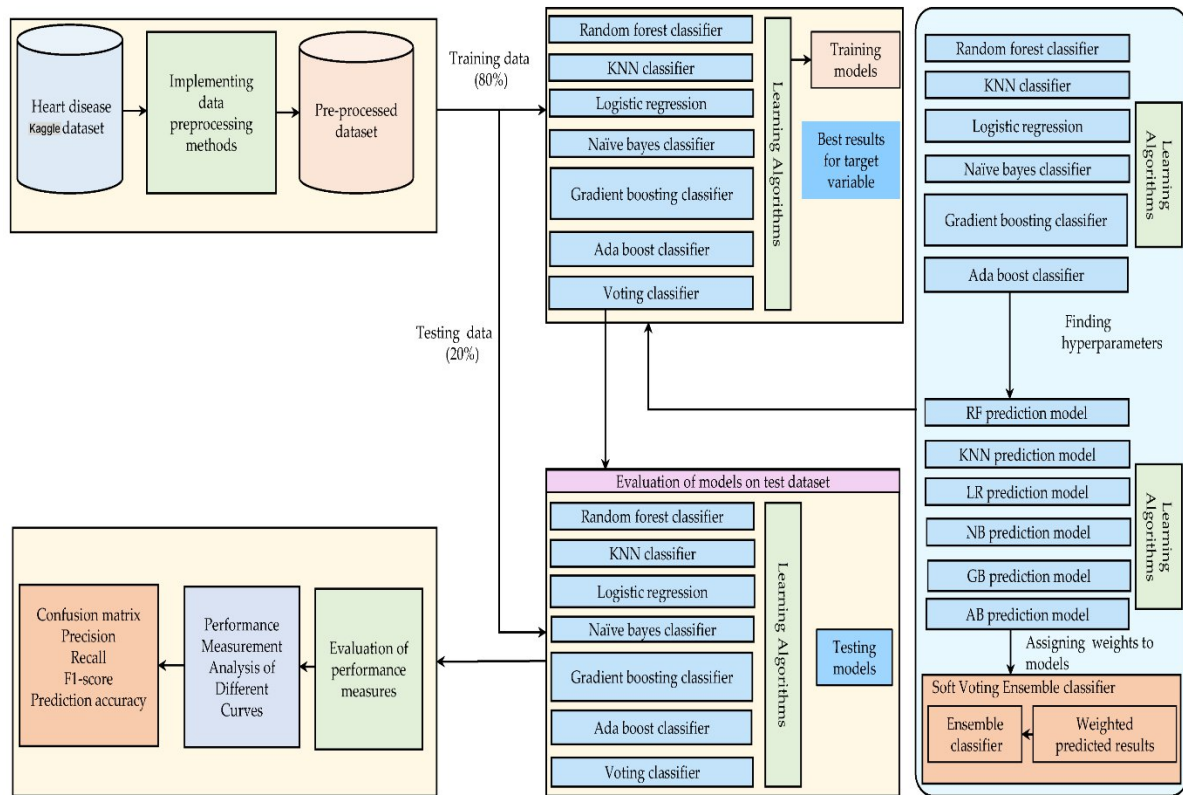 Heart disease
Kaggle dataset
Implementing
data
preprocessing
methods
Pre-processed
dataset
Training data
(80%)
Testing data
(20%)
Random forest classifier
KNN classifier
Logistic regression
Naïve bayes classifier
Gradient boosting classifier
Ada boost classifier
Voting classifier
Learning Algorithms
Training
models
Best results
for target
variable
Random forest classifier
KNN classifier
Logistic regression
Naïve bayes classifier
Gradient boosting classifier
Ada boost classifier
Learning
Algorithms
Finding
hyperparameters
RF prediction model
KNN prediction model
LR prediction model
NB prediction model
GB prediction model
AB prediction model
Learning
Algorithms
Assigning weights to
models
Soft Voting Ensemble classifier
Ensemble
classifier
Weighted
predicted results
Evaluation of models on test dataset
Random forest classifier
KNN classifier
Logistic regression
Naïve bayes classifier
Gradient boosting classifier
Ada boost classifier
Voting classifier
Learning Algorithms
Testing
models
Evaluation of
performance
measures
Performance
Measurement
Analysis of
Different
Curves
Confusion matrix
Precision
Recall
F1-score
Prediction accuracy